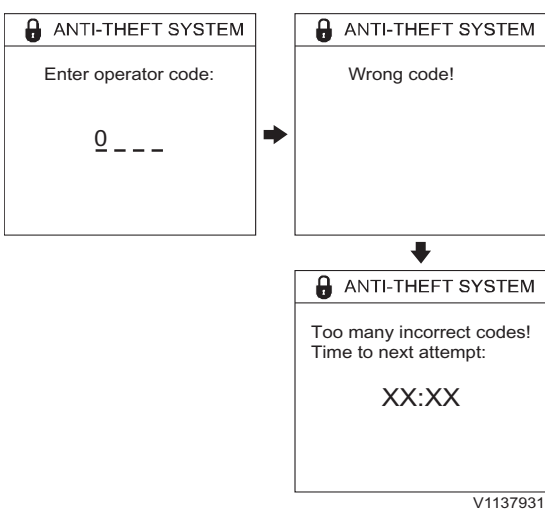 ANTI-THEFT SYSTEM
Enter operator code:
0 _ _ _
ANTI-THEFT SYSTEM
Wrong code!
ANTI-THEFT SYSTEM
Too many incorrect codes!
Time to next attempt:
XX:XX
V1137931